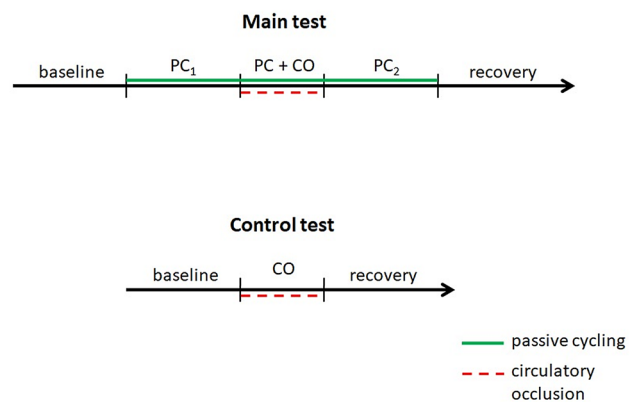 Main test
baseline PC₁ PC + CO PC₂ recovery
Control test
baseline CO recovery
passive cycling
circulatory
occlusion